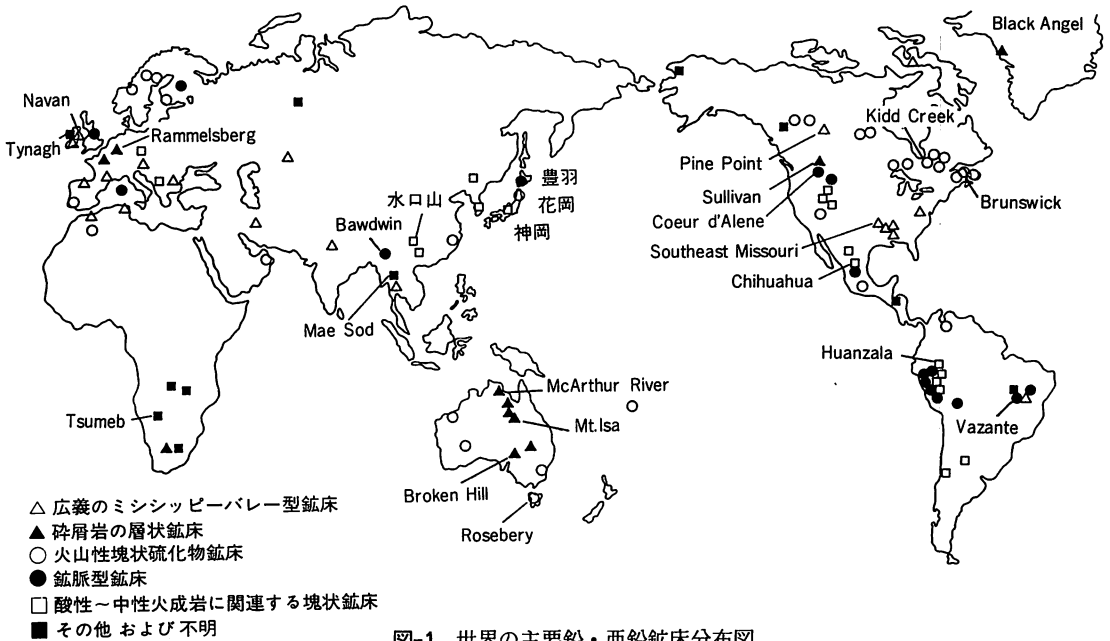 Black Angel
Navan
Kidd Creek
Rammelsberg
Tynagh
Pine Point
豊羽
Sullivan
水口山
花岡
Brunswick
Coeur d'Alene
Bawdwin
神岡
Southeast Missouri
Chihuahua
Mae Sod
Huanzala
McArthur River
Tsumeb
Mt.Isa
Vazante
Broken Hill
Rosebery
△ 広義のミシシッピーバレー型鉱床
▲ 砕屑岩の層状鉱床
○ 火山性塊状硫化物鉱床
● 鉱脈型鉱床
□ 酸性～中性火成岩に関連する塊状鉱床
■ その他 および 不明
図-1 世界の主要鉛・亜鉛鉱床分布図